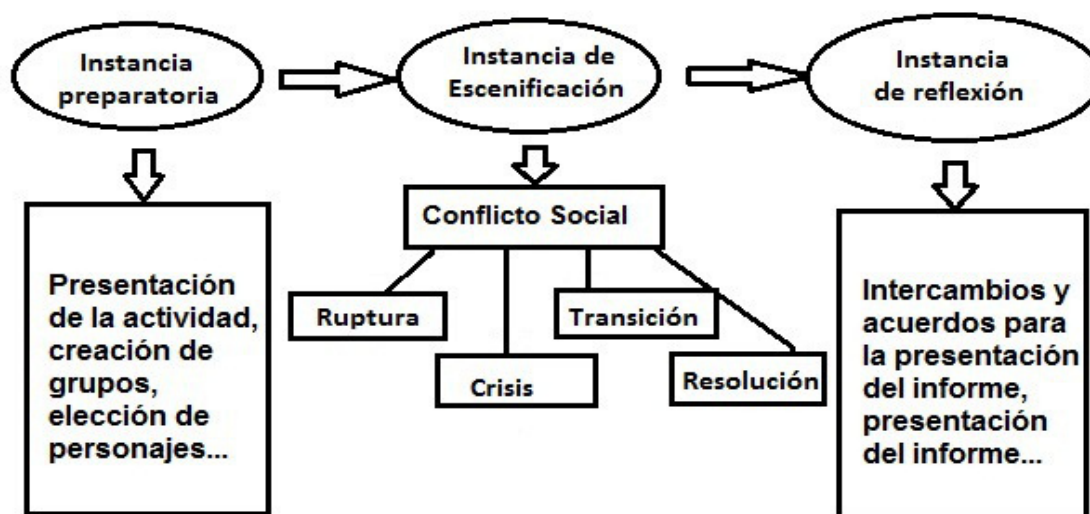 Instancia
preparatoria
Instancia de
Escenificación
Instancia
de reflexión
Presentación
de la actividad,
creación de
grupos,
elección de
personajes...
Conflicto Social
Ruptura
Crisis
Transición
Resolución
Intercambios y
acuerdos para
la presentación
del informe,
presentación
del informe...